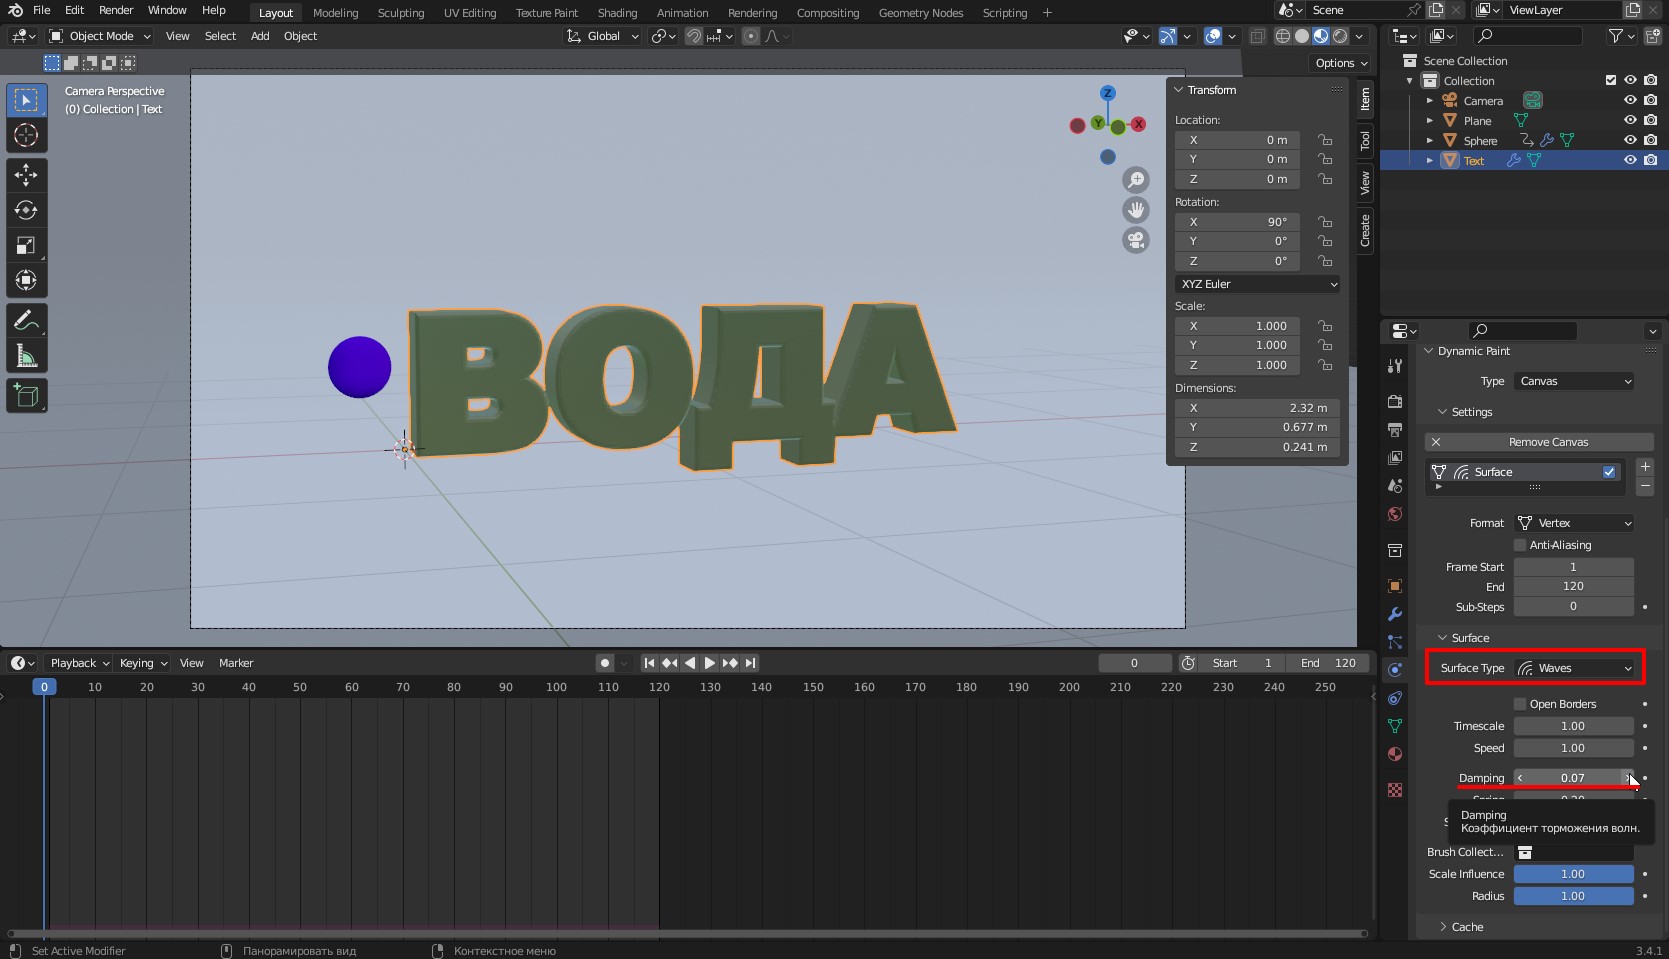 File Edit Render Window Help Layout Modeling Sculpting UV Editing Texture Paint Shading Animation Rendering Compositing Geometry Nodes Scripting + Scene ViewLayer
Object Mode View Select Add Object Global
Options
Camera Perspective
(0) Collection | Text
Z
Y
X
Transform
Location:
X 0 m
Y 0 m
Z 0 m
Rotation:
X 90°
Y 0°
Z 0°
XYZ Euler
Scale:
X 1.000
Y 1.000
Z 1.000
Dimensions:
X 2.32 m
Y 0.677 m
Z 0.241 m
Item
Tool
View
Create
ВОДА
Scene Collection
Collection
Camera
Plane
Sphere
Text
Dynamic Paint
Type Canvas
Settings
Remove Canvas
Surface
Format Vertex
Anti-Aliasing
Frame Start 1
End 120
Sub-Steps 0
Surface
Surface Type Waves
Open Borders
Timescale 1.00
Speed 1.00
Damping 0.07
Damping
Коэффициент торможения волн.
Brush Collect...
Scale Influence 1.00
Radius 1.00
Cache
Playback Keying View Marker 0 Start 1 End 120
0 10 20 30 40 50 60 70 80 90 100 110 120 130 140 150 160 170 180 190 200 210 220 230 240 250
Set Active Modifier Панорамировать вид Контекстное меню 3.4.1